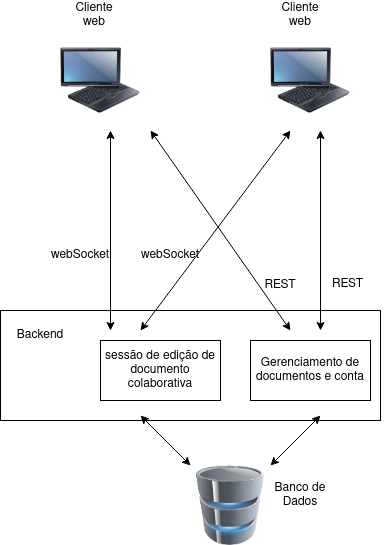 Cliente
web
Cliente
web
webSocket
webSocket
REST
REST
Backend
sessão de edição de
documento
colaborativa
Gerenciamento de
documentos e conta
Banco de
Dados